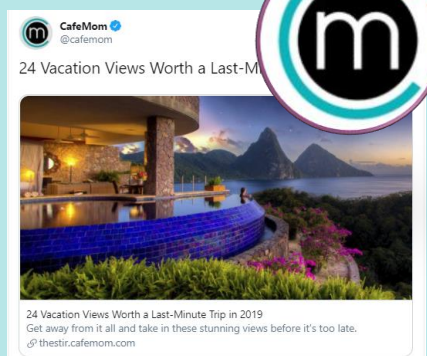 CafeMom
@cafemom
24 Vacation Views Worth a Last-Mi
m
m
24 Vacation Views Worth a Last-Minute Trip in 2019
Get away from it all and take in these stunning views before it's too late.
thestir.cafemom.com